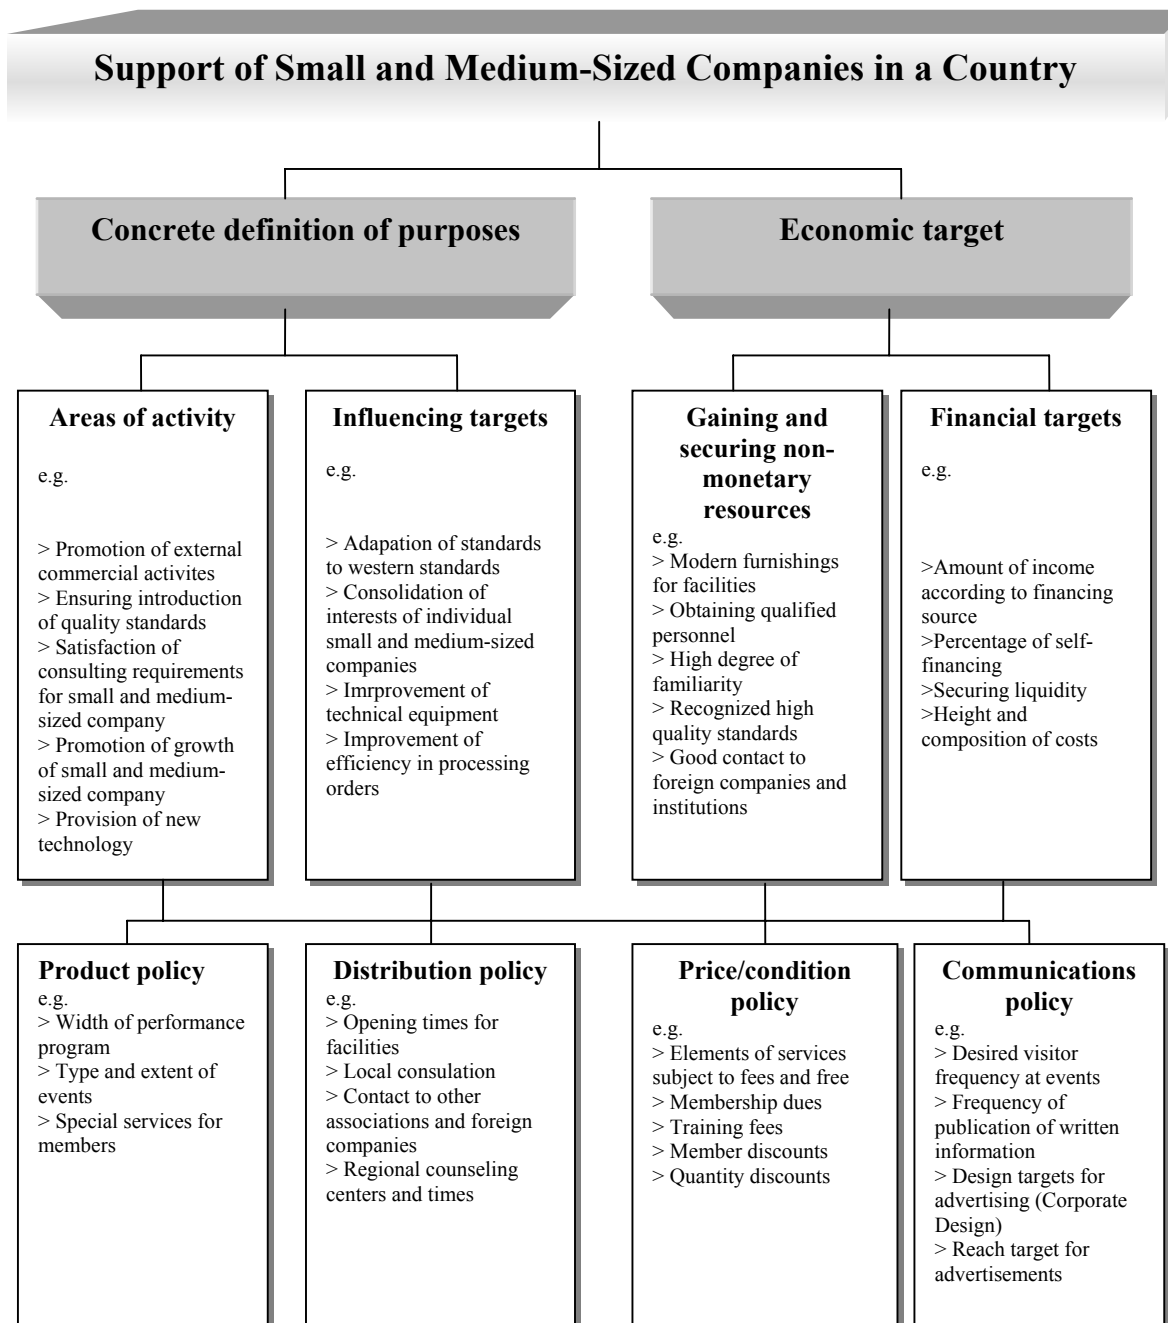 Support of Small and Medium-Sized Companies in a Country
Concrete definition of purposes
Economic target
Areas of activity
e.g.
> Promotion of external
commercial activites
> Ensuring introduction
of quality standards
> Satisfaction of
consulting requirements
for small and medium-
sized company
> Promotion of growth
of small and medium-
sized company
> Provision of new
technology
Influencing targets
e.g.
> Adapation of standards
to western standards
> Consolidation of
interests of individual
small and medium-sized
companies
> Imrprovement of
technical equipment
> Improvement of
efficiency in processing
orders
Gaining and
securing non-
monetary
resources
e.g.
> Modern furnishings
for facilities
> Obtaining qualified
personnel
> High degree of
familiarity
> Recognized high
quality standards
> Good contact to
foreign companies and
institutions
Financial targets
e.g.
>Amount of income
according to financing
source
>Percentage of self-
financing
>Securing liquidity
>Height and
composition of costs
Product policy
e.g.
> Width of performance
program
> Type and extent of
events
> Special services for
members
Distribution policy
e.g.
> Opening times for
facilities
> Local consulation
> Contact to other
associations and foreign
companies
> Regional counseling
centers and times
Price/condition
policy
e.g.
> Elements of services
subject to fees and free
> Membership dues
> Training fees
> Member discounts
> Quantity discounts
Communications
policy
e.g.
> Desired visitor
frequency at events
> Frequency of
publication of written
information
> Design targets for
advertising (Corporate
Design)
> Reach target for
advertisements